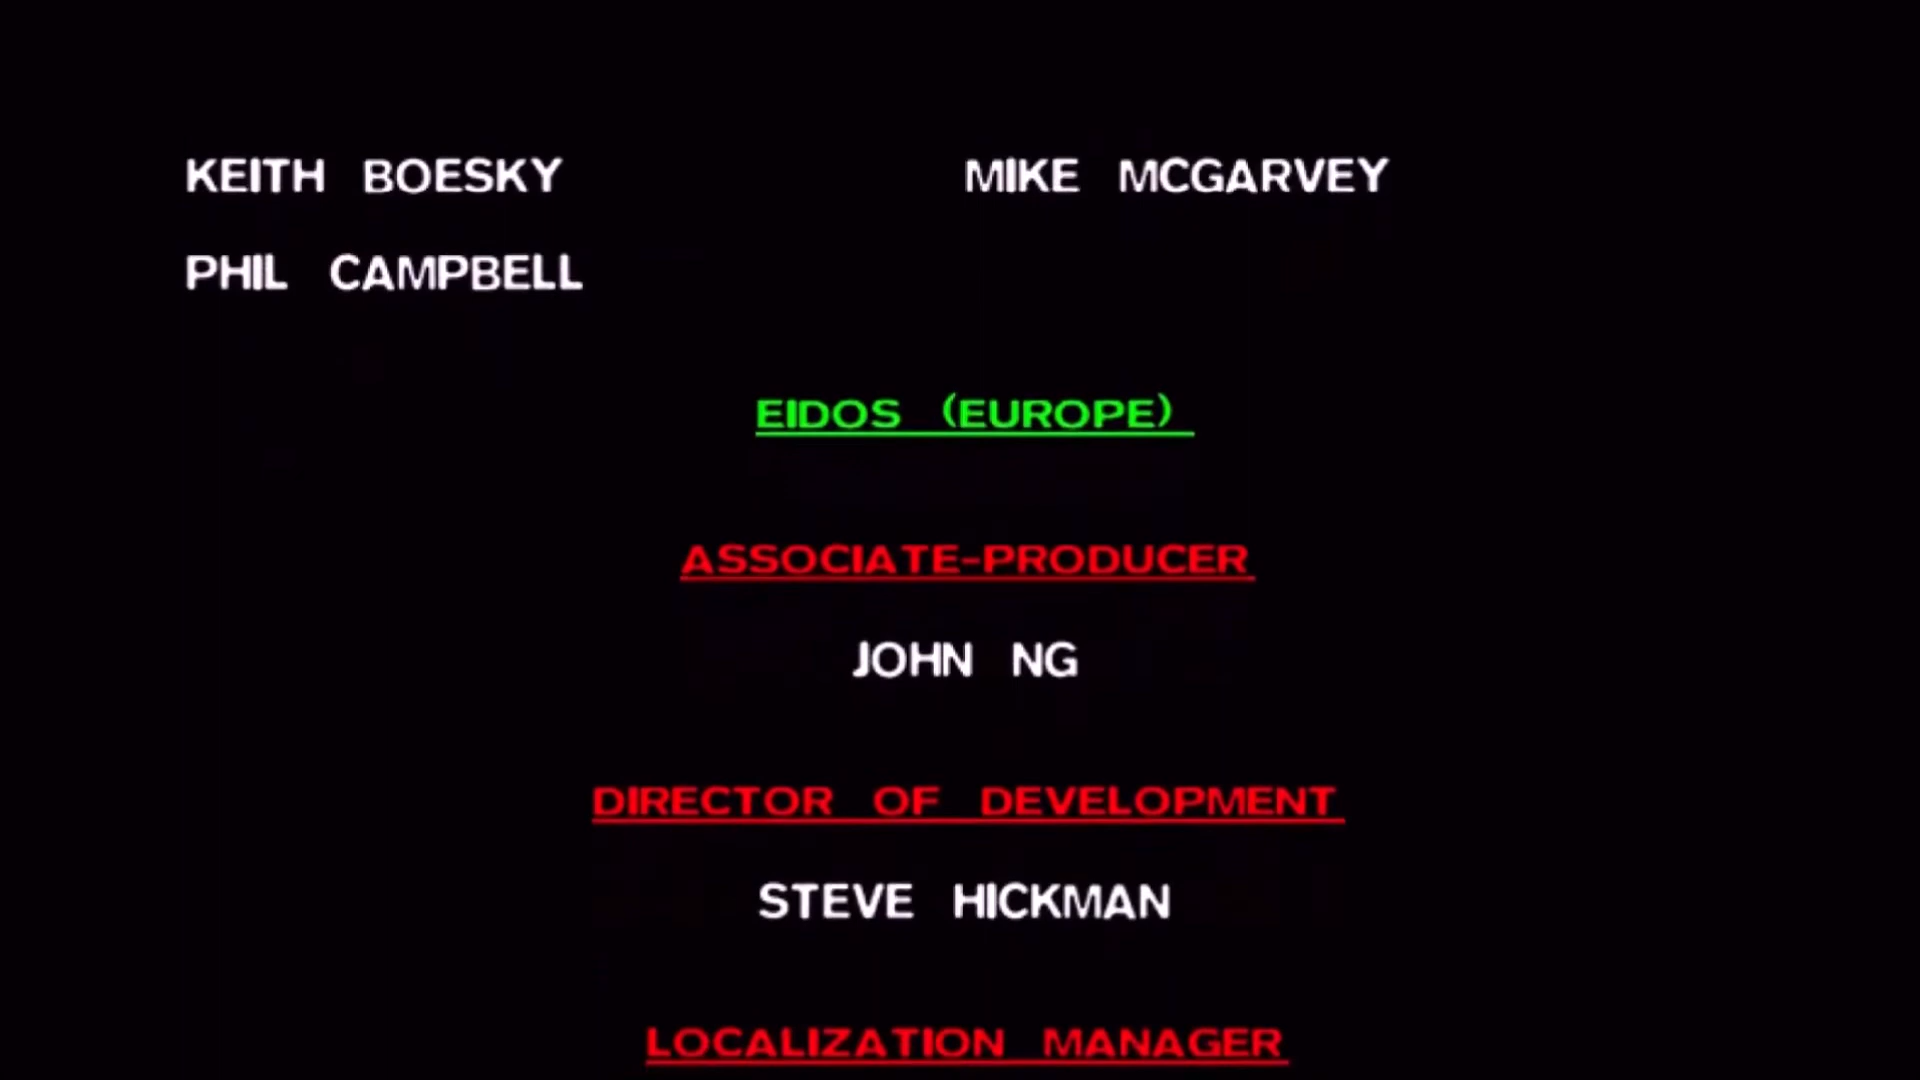 KEITH BOESKY MIKE MCGARVEY
PHIL CAMPBELL
EIDOS (EUROPE)
ASSOCIATE-PRODUCER
JOHN NG
DIRECTOR OF DEVELOPMENT
STEVE HICKMAN
LOCALIZATION MANAGER